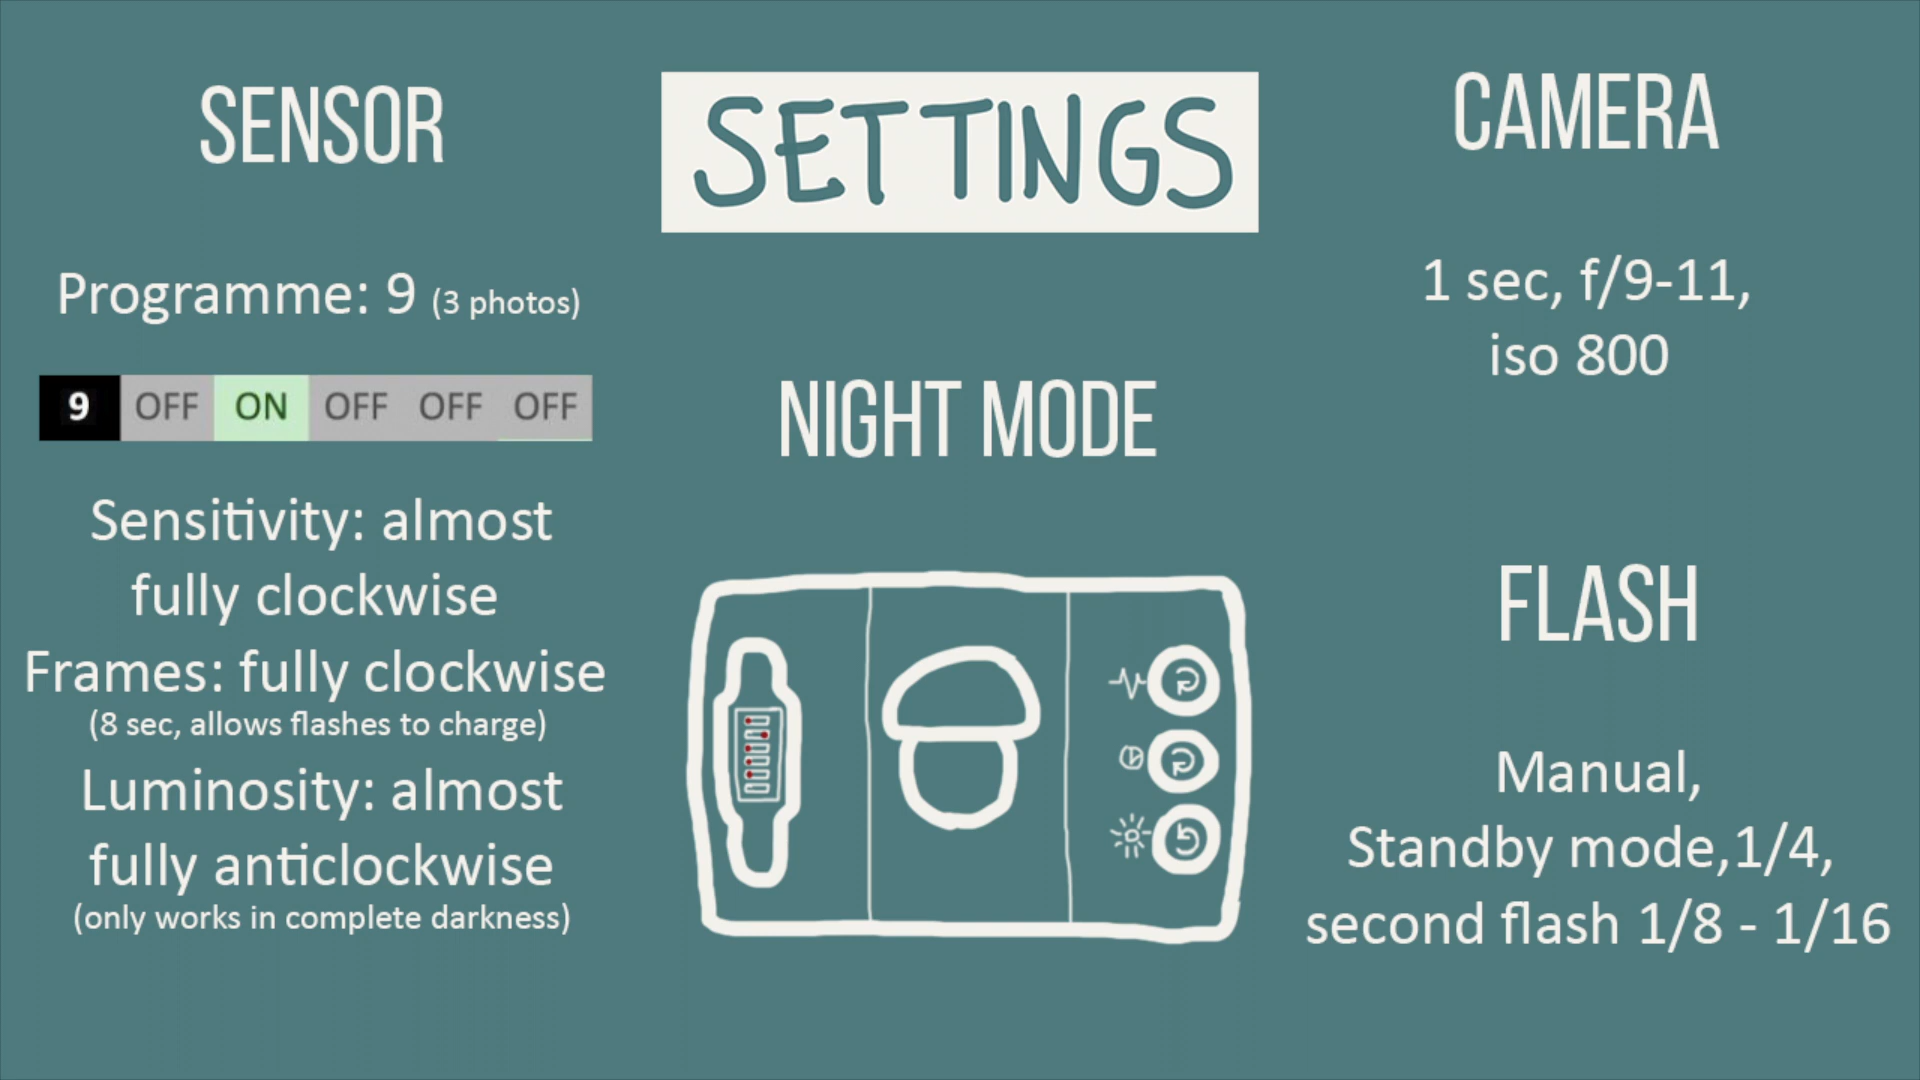 SETTINGS
SENSOR
Programme: 9 (3 photos)
9 OFF ON OFF OFF OFF
Sensitivity: almost
fully clockwise
Frames: fully clockwise
(8 sec, allows flashes to charge)
Luminosity: almost
fully anticlockwise
(only works in complete darkness)
NIGHT MODE
CAMERA
1 sec, f/9-11,
iso 800
FLASH
Manual,
Standby mode,1/4,
second flash 1/8 - 1/16